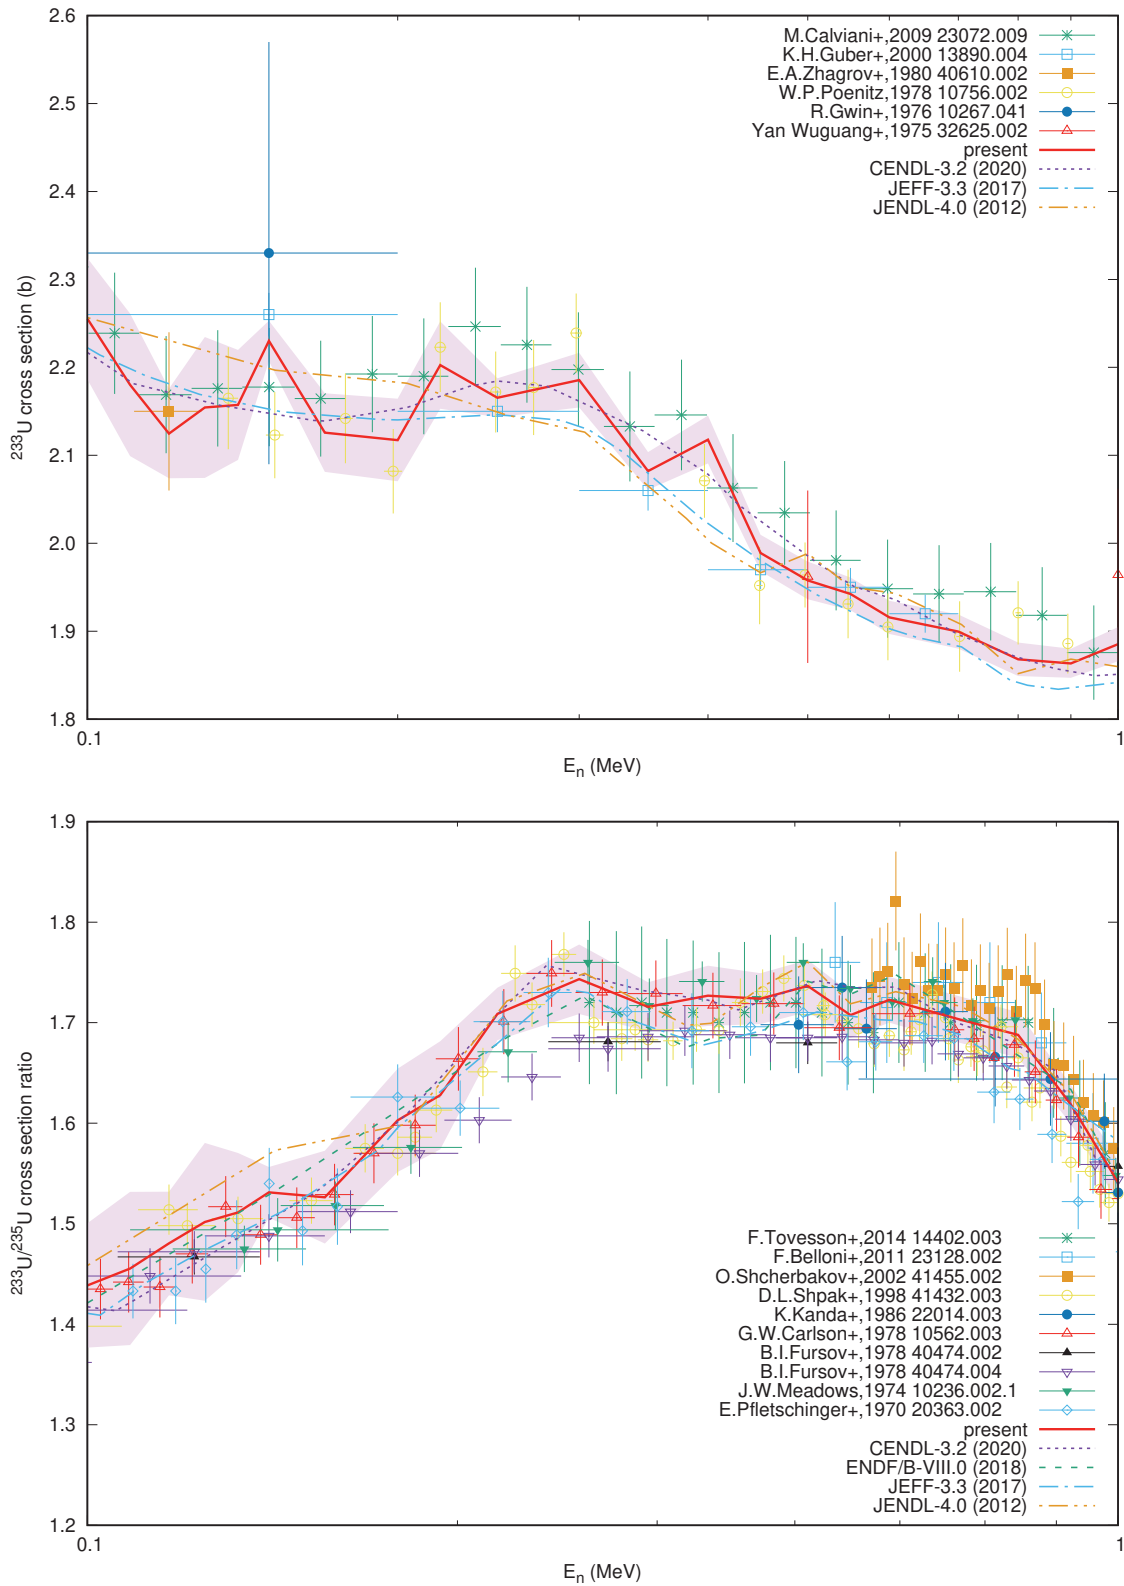 2.6
2.5
2.4
2.3
2.2
2.1
2.0
1.9
1.8
0.1
1
²³³U cross section (b)
Eₙ (MeV)
M.Calviani+,2009 23072.009
K.H.Guber+,2000 13890.004
E.A.Zhagrov+,1980 40610.002
W.P.Poenitz,1978 10756.002
R.Gwin+,1976 10267.041
Yan Wuguang+,1975 32625.002
present
CENDL-3.2 (2020)
JEFF-3.3 (2017)
JENDL-4.0 (2012)
1.9
1.8
1.7
1.6
1.5
1.4
1.3
1.2
0.1
1
²³³U/²³⁵U cross section ratio
Eₙ (MeV)
F.Tovesson+,2014 14402.003
F.Belloni+,2011 23128.002
O.Shcherbakov+,2002 41455.002
D.L.Shpak+,1998 41432.003
K.Kanda+,1986 22014.003
G.W.Carlson+,1978 10562.003
B.I.Fursov+,1978 40474.002
B.I.Fursov+,1978 40474.004
J.W.Meadows,1974 10236.002.1
E.Pfletschinger+,1970 20363.002
present
CENDL-3.2 (2020)
ENDF/B-VIII.0 (2018)
JEFF-3.3 (2017)
JENDL-4.0 (2012)